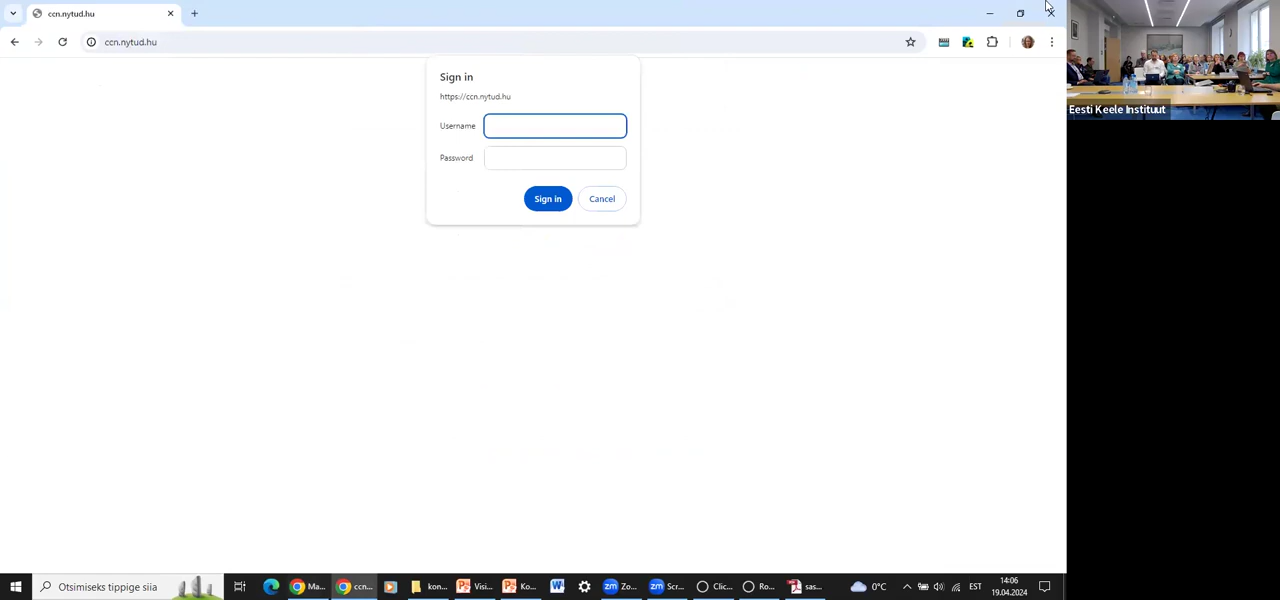 ccn.nytud.hu
ccn.nytud.hu
Sign in
https://ccn.nytud.hu
Username
Password
Sign in
Cancel
Eesti Keele Instituut
Otsimiseks tippige siia
Ma...
ccn...
kon...
Visi...
Ko...
Zo...
Scr...
Clic...
Ro...
sas...
0°C
EST
14:06
19.04.2024